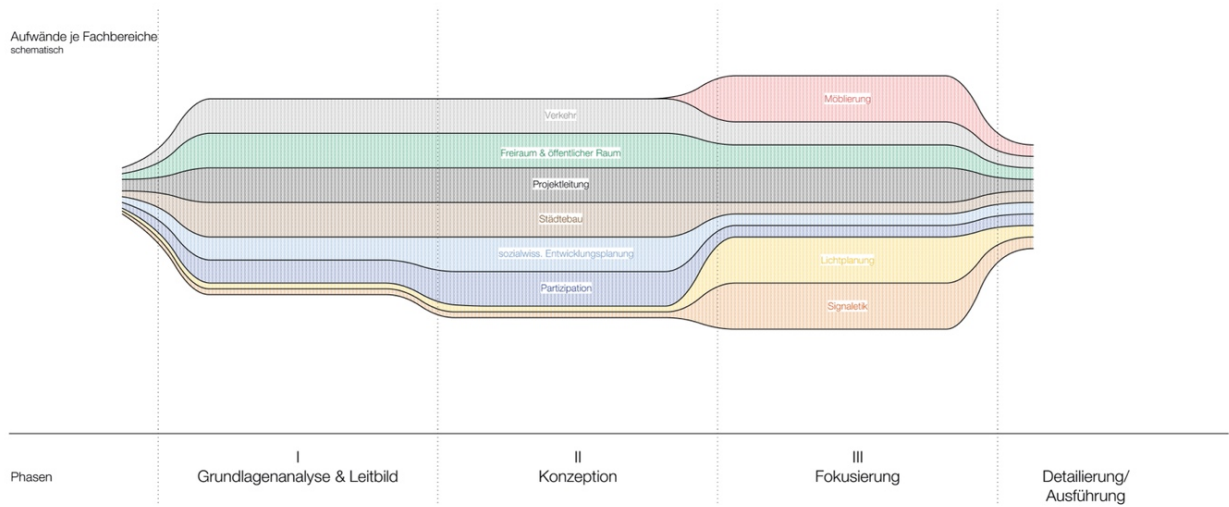 Aufwände je Fachbereiche
schematisch
Möblierung
Verkehr
Freiraum & öffentlicher Raum
Projektleitung
Städtebau
sozialwiss. Entwicklungsplanung
Lichtplanung
Partizipation
Signaletik
Phasen
I
Grundlagenanalyse & Leitbild
II
Konzeption
III
Fokusierung
Detailierung/
Ausführung